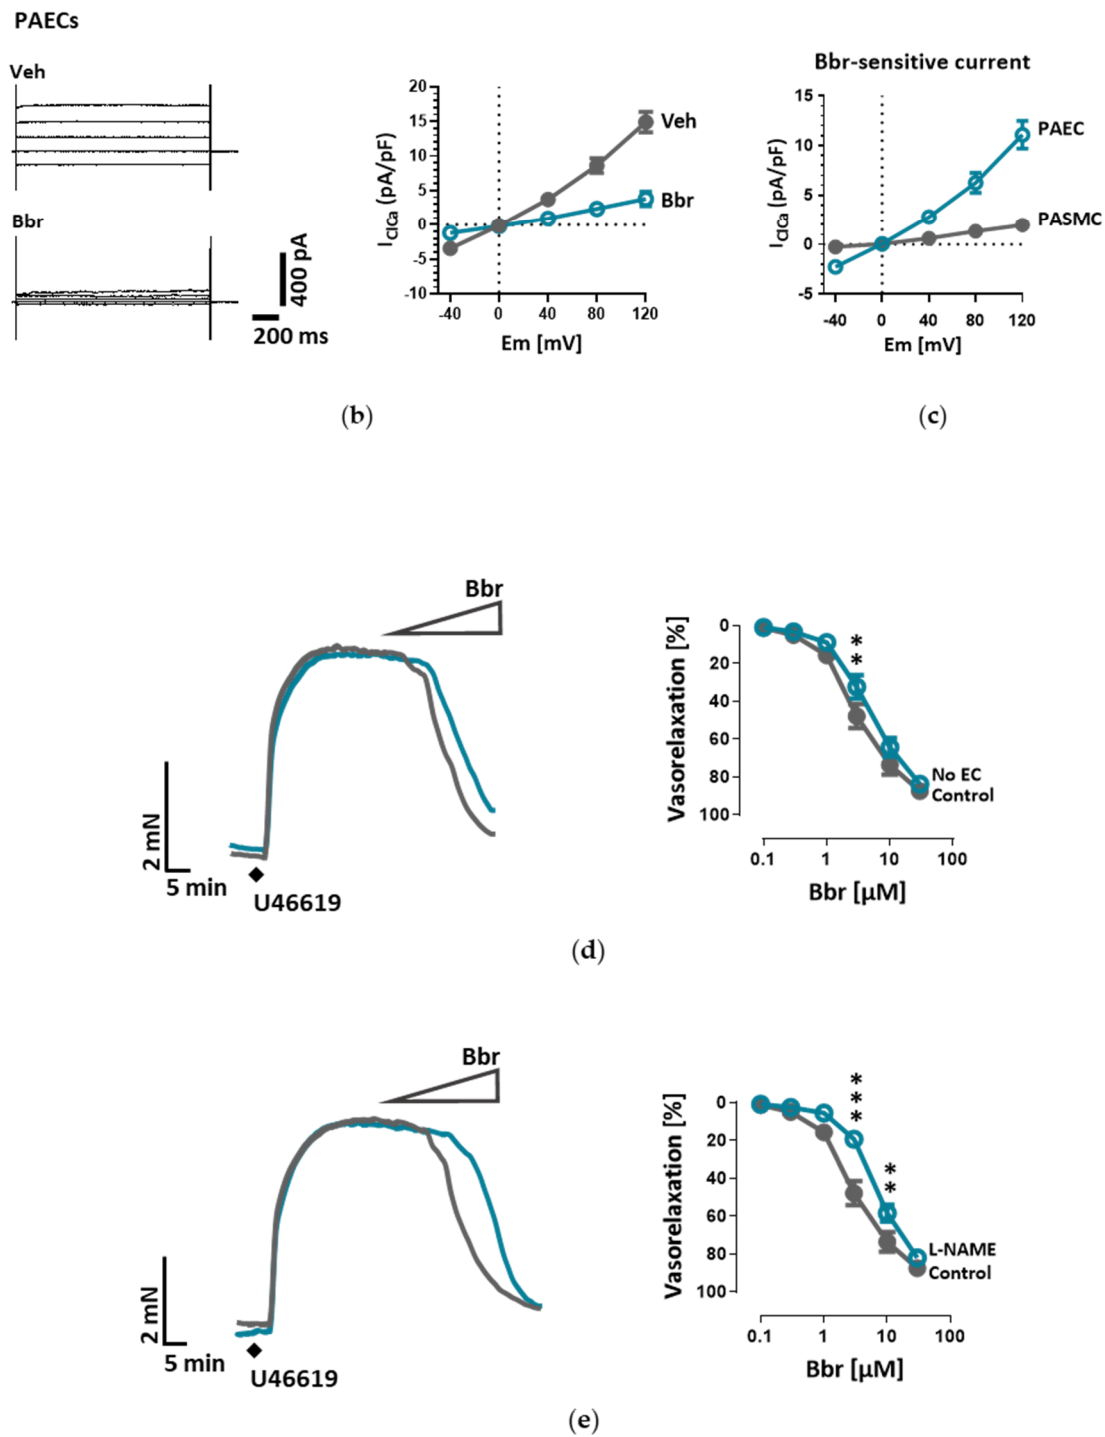 PAECs
Veh
Bbr
400 pA
200 ms
I_ClCa (pA/pF)
20
15
10
5
0
-5
-10
-40 0 40 80 120
Em [mV]
Veh
Bbr
(b)
Bbr-sensitive current
I_ClCa (pA/pF)
15
10
5
0
-5
-40 0 40 80 120
Em [mV]
PAEC
PASMC
(c)
Bbr
2 mN
5 min
U46619
Vasorelaxation [%]
0
20
40
60
80
100
**
No EC
Control
0.1 1 10 100
Bbr [µM]
(d)
Bbr
2 mN
5 min
U46619
Vasorelaxation [%]
0
20
40
60
80
100
***
**
L-NAME
Control
0.1 1 10 100
Bbr [µM]
(e)